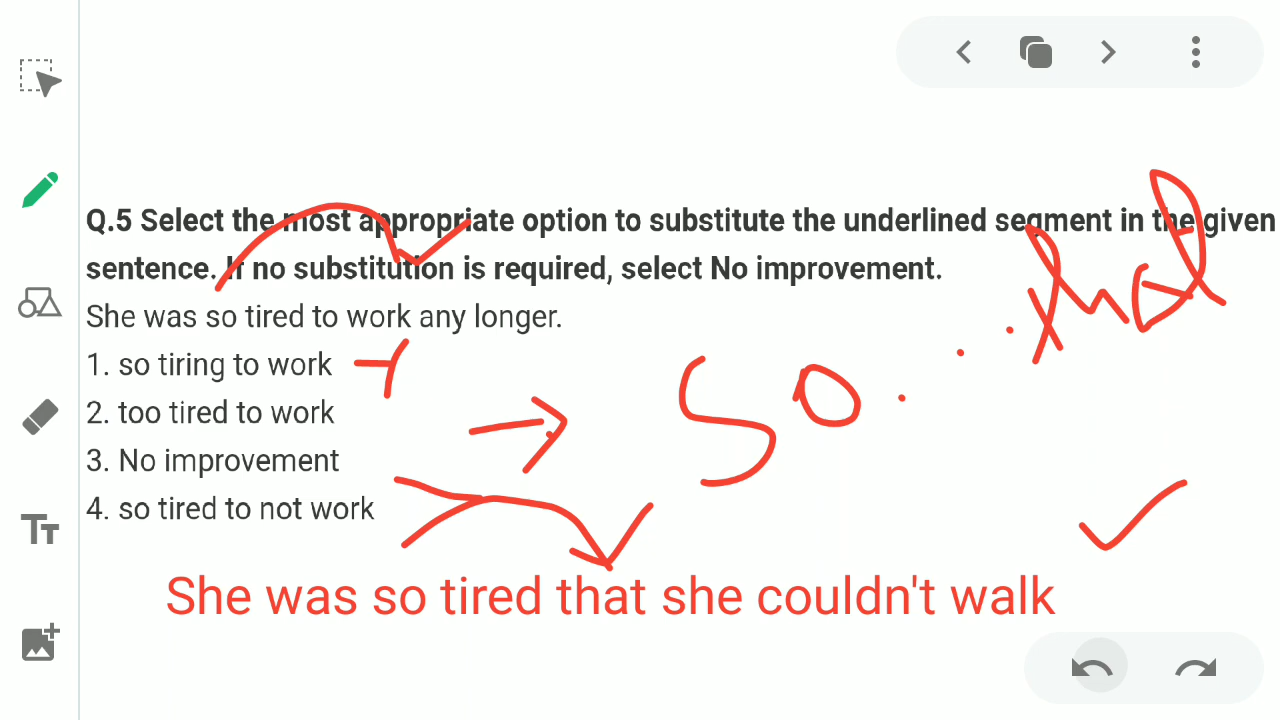 Q.5 Select the most appropriate option to substitute the underlined segment in the given
sentence. If no substitution is required, select No improvement.
She was so tired to work any longer.
1. so tiring to work
2. too tired to work
3. No improvement
4. so tired to not work
so . . . that
She was so tired that she couldn't walk
Tт